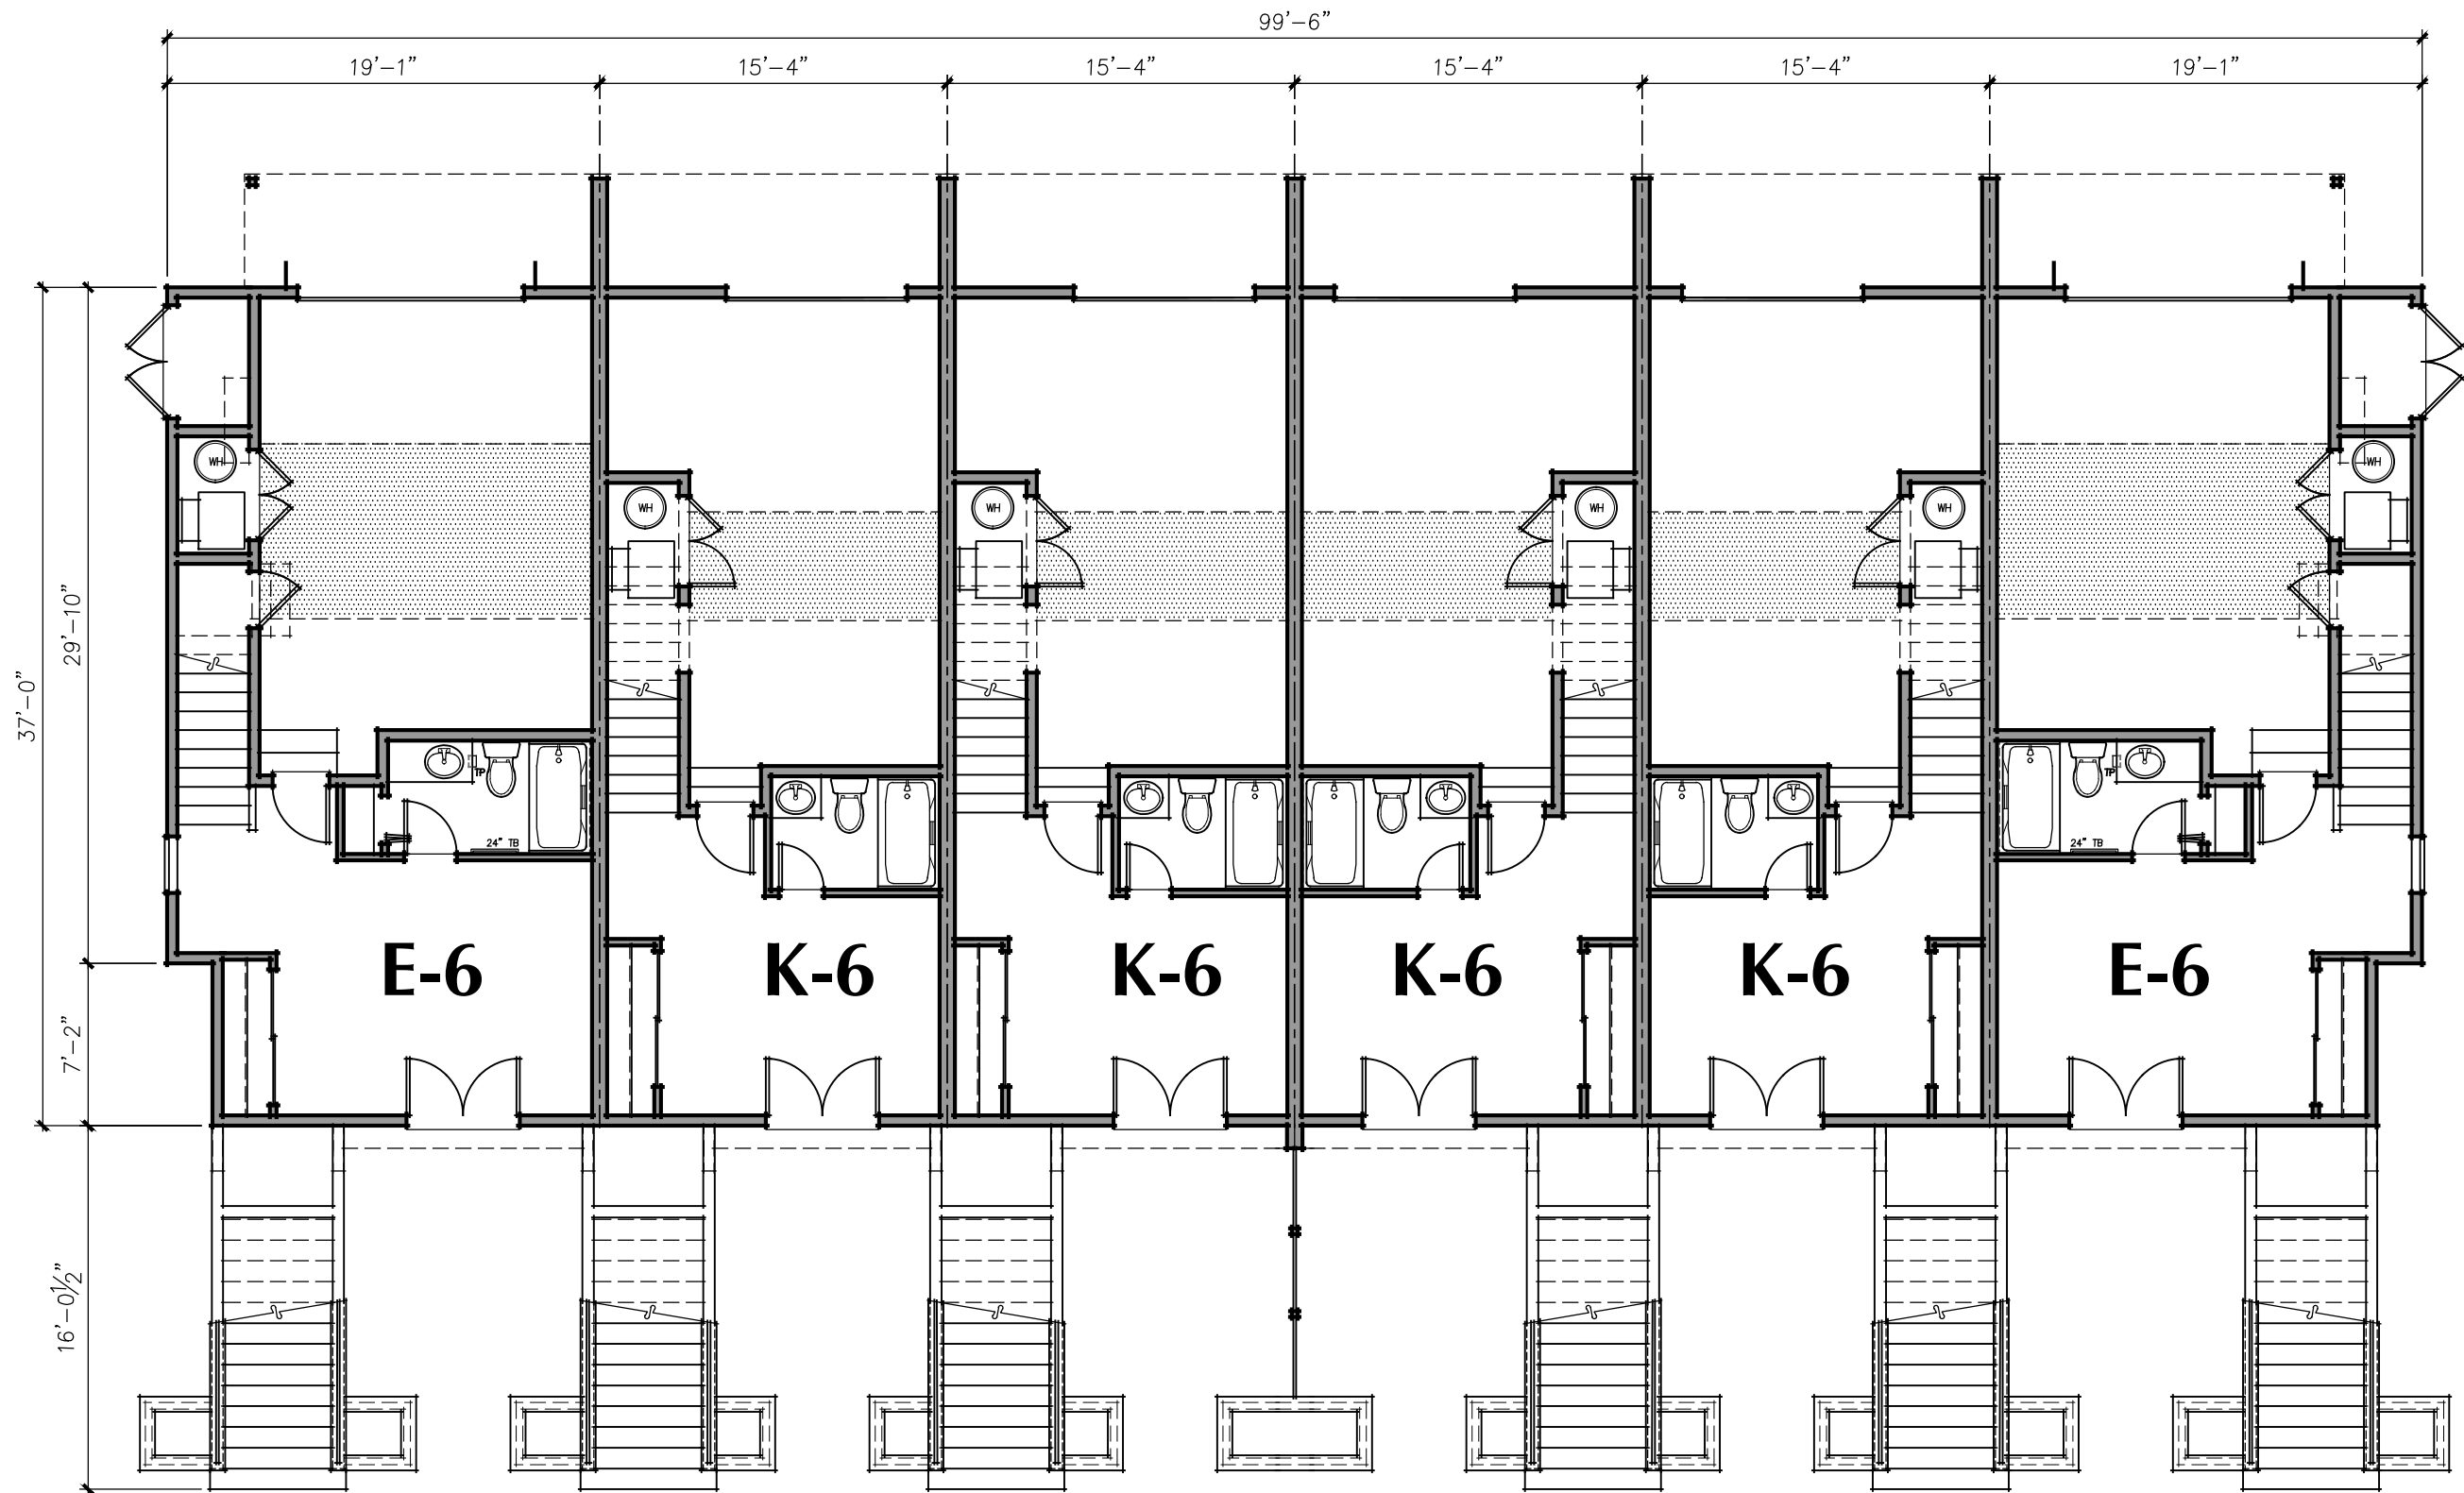 99'-6"
19'-1" 15'-4" 15'-4" 15'-4" 15'-4" 19'-1"
WH WH
WH WH WH WH
29'-10"
37'-0"
TP TP
24" TB 24" TB
E-6 K-6 K-6 K-6 K-6 E-6
7'-2"
16'-0½"